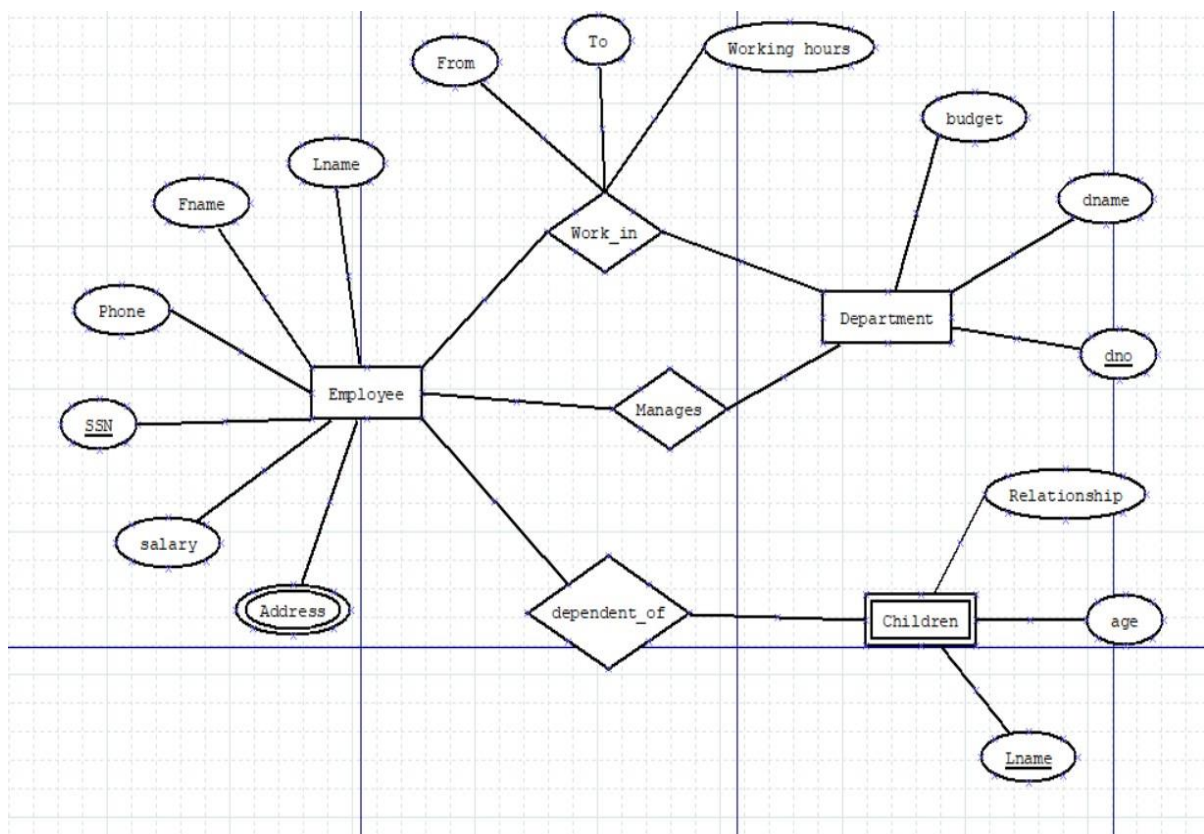 To
Working hours
From
budget
Lname
dname
Fname
Work_in
Phone
Department
dno
Employee
Manages
SSN
Relationship
salary
Address
dependent_of
Children
age
Lname